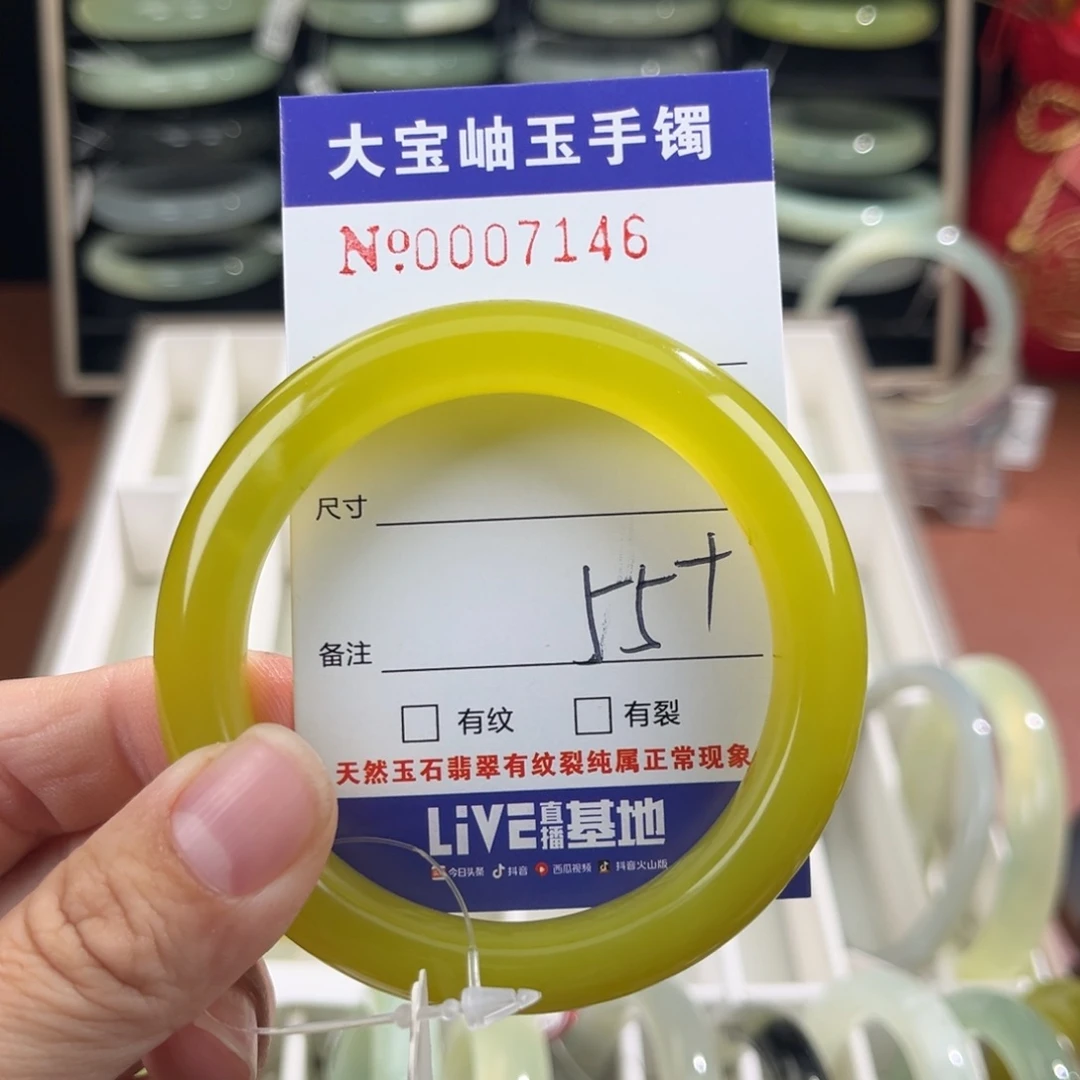 大宝岫玉手镯
Nº0007146
尺寸
55+
备注
有纹 有裂
天然玉石翡翠有纹裂纯属正常现象
LiVE直播基地
今日头条 抖音 西瓜视频 抖音火山版